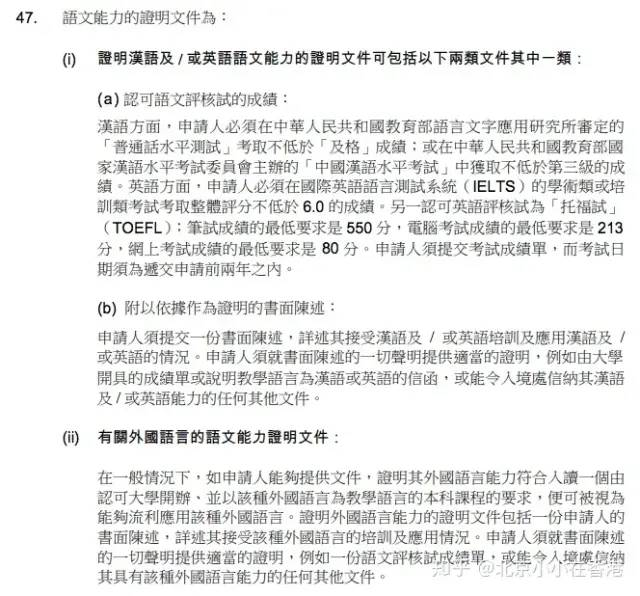 47. 語文能力的證明文件為：
(i) 證明漢語及 / 或英語語文能力的證明文件可包括以下兩類文件其中一類：
(a) 認可語文評核試的成績：
漢語方面，申請人必須在中華人民共和國教育部語言文字應用研究所審定的
「普通話水平測試」考取不低於「及格」成績；或在中華人民共和國教育部國
家漢語水平考試委員會主辦的「中國漢語水平考試」中獲取不低於第三級的成
績。英語方面，申請人必須在國際英語語言測試系統（IELTS）的學術類或培
訓類考試考取整體評分不低於 6.0 的成績。另一認可英語評核試為「托福試」
（TOEFL）；筆試成績的最低要求是 550 分，電腦考試成績的最低要求是 213
分，網上考試成績的最低要求是 80 分。申請人須提交考試成績單，而考試日
期須為遞交申請前兩年之內。
(b) 附以依據作為證明的書面陳述：
申請人須提交一份書面陳述，詳述其接受漢語及 / 或英語培訓及應用漢語及 /
或英語的情況。申請人須就書面陳述的一切聲明提供適當的證明，例如由大學
開具的成績單或說明教學語言為漢語或英語的信函，或能令入境處信納其漢語
及 / 或英語能力的任何其他文件。
(ii) 有關外國語言的語文能力證明文件：
在一般情況下，如申請人能夠提供文件，證明其外國語言能力符合入讀一個由
認可大學開辦、並以該種外國語言為教學語言的本科課程的要求，便可被視為
能夠流利應用該種外國語言。證明外國語言能力的證明文件包括一份申請人的
書面陳述，詳述其接受該種外國語言的培訓及應用情況。申請人須就書面陳述
的一切聲明提供適當的證明，例如一份語文評核試成績單，或能令入境處信納
其具有該種外國語言能力的任何其他文件。
知乎 @北京小小在香港